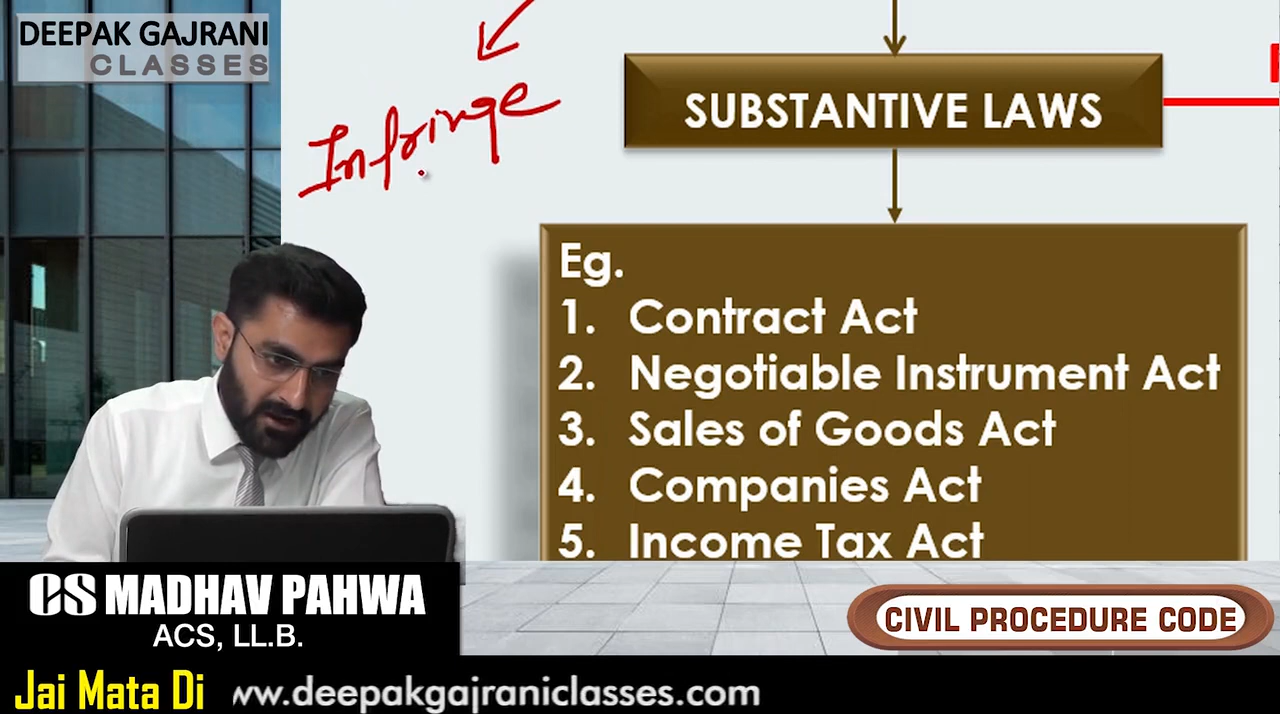 DEEPAK GAJRANI
CLASSES
Infringe
SUBSTANTIVE LAWS
Eg.
1. Contract Act
2. Negotiable Instrument Act
3. Sales of Goods Act
4. Companies Act
5. Income Tax Act
CS MADHAV PAHWA
ACS, LL.B.
CIVIL PROCEDURE CODE
Jai Mata Di
ww.deepakgajraniclasses.com